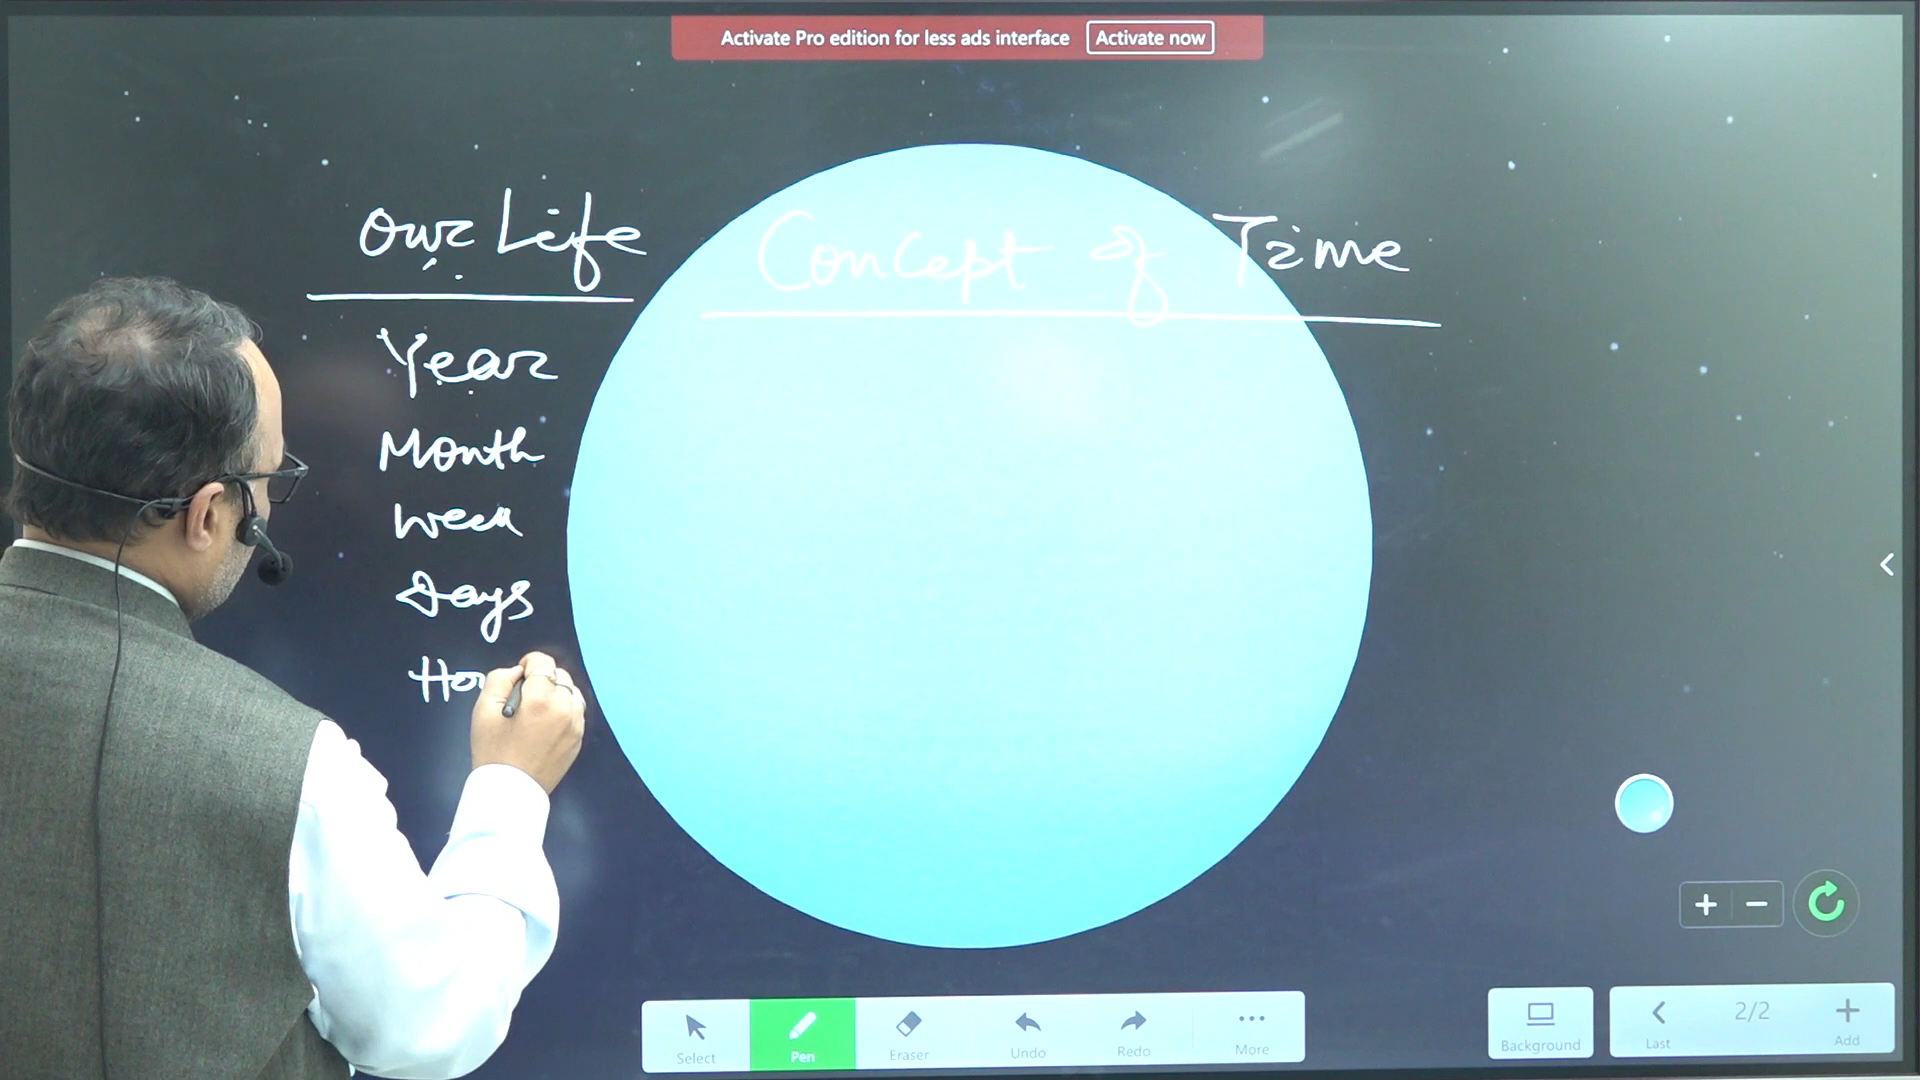 Activate Pro edition for less ads interface Activate now
Our Life
Concept of Time
Year
Month
Week
Days
Ho
Select
Pen
Eraser
Undo
Redo
More
Background
Last
2/2
Add